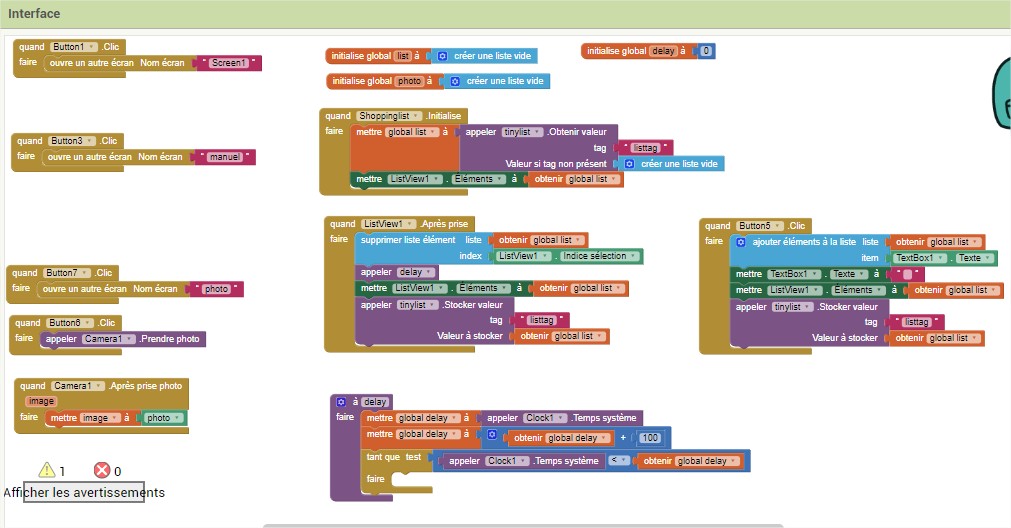 Interface
quand Button1 .Clic
faire ouvre un autre écran Nom écran " Screen1 "
quand Button3 .Clic
faire ouvre un autre écran Nom écran " manuel "
quand Button7 .Clic
faire ouvre un autre écran Nom écran " photo "
quand Button6 .Clic
faire appeler Camera1 .Prendre photo
quand Camera1 .Après prise photo
image
faire mettre image à photo
1 0
Afficher les avertissements
initialise global list à créer une liste vide
initialise global photo à créer une liste vide
initialise global delay à 0
quand Shoppinglist .Initialise
faire mettre global list à appeler tinylist .Obtenir valeur
tag " listtag "
Valeur si tag non présent créer une liste vide
mettre ListView1 . Éléments à obtenir global list
quand ListView1 .Après prise
faire supprimer liste élément liste obtenir global list
index ListView1 . Indice sélection
appeler delay
mettre ListView1 . Éléments à obtenir global list
appeler tinylist .Stocker valeur
tag " listtag "
Valeur à stocker obtenir global list
quand Button5 .Clic
faire ajouter éléments à la liste liste obtenir global list
item TextBox1 . Texte
mettre TextBox1 . Texte à " "
mettre ListView1 . Éléments à obtenir global list
appeler tinylist .Stocker valeur
tag " listtag "
Valeur à stocker obtenir global list
à delay
faire mettre global delay à appeler Clock1 .Temps système
mettre global delay à obtenir global delay + 100
tant que test appeler Clock1 .Temps système < obtenir global delay
faire